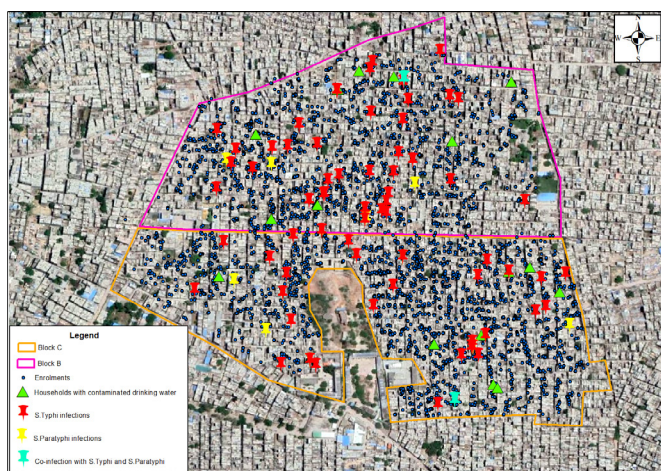 N
W E
S
Legend
Block C
Block B
Enrolments
Households with contaminated drinking water
S.Typhi infections
S.Paratyphi infections
Co-infection with S.Typhi and S.Paratyphi